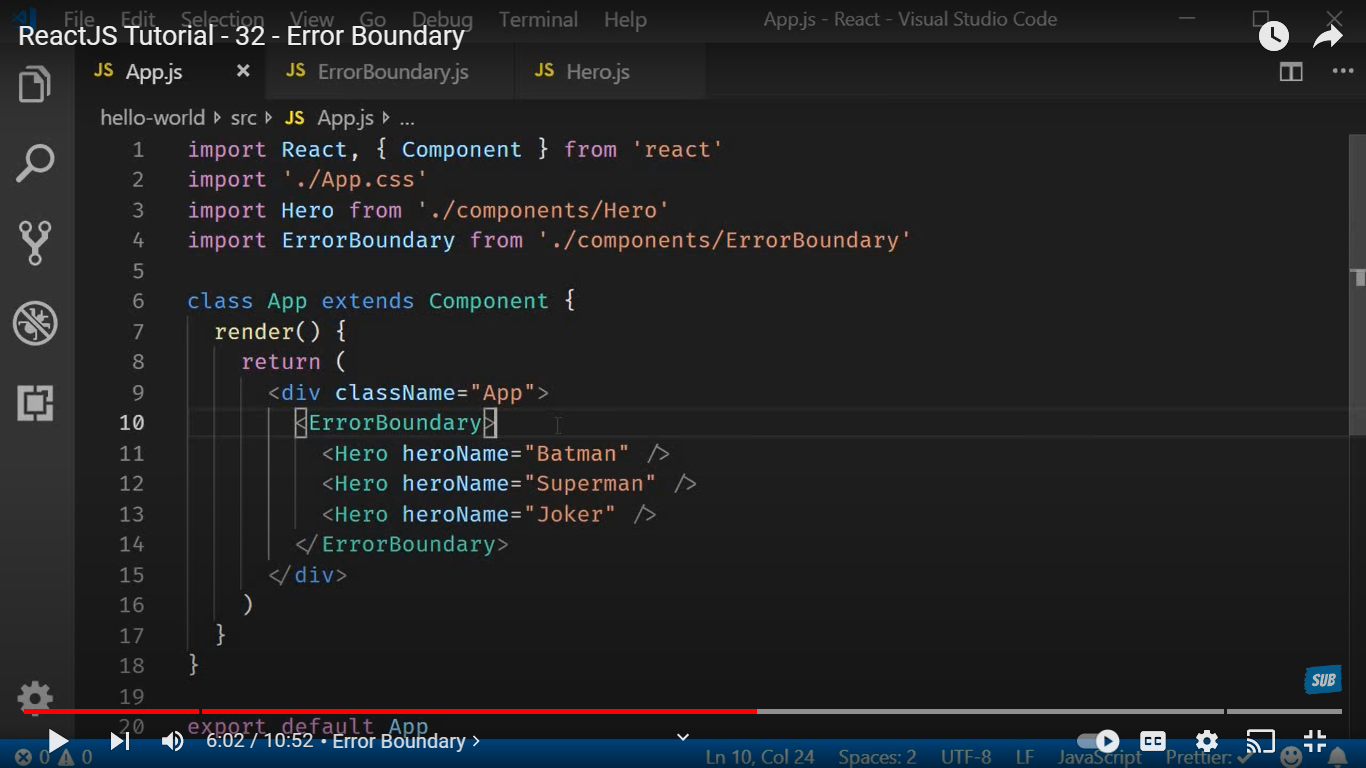 File Edit Selection View Go Debug Terminal Help App.js - React - Visual Studio Code
ReactJS Tutorial - 32 - Error Boundary
JS App.js × JS ErrorBoundary.js JS Hero.js
hello-world › src › JS App.js › ...
1 import React, { Component } from 'react'
2 import './App.css'
3 import Hero from './components/Hero'
4 import ErrorBoundary from './components/ErrorBoundary'
5
6 class App extends Component {
7 render() {
8 return (
9 <div className="App">
10 <ErrorBoundary>
11 <Hero heroName="Batman" />
12 <Hero heroName="Superman" />
13 <Hero heroName="Joker" />
14 </ErrorBoundary>
15 </div>
16 )
17 }
18 }
19
20 export default App
SUB
6:02 / 10:52 • Error Boundary ›
CC
0 0 Ln 10, Col 24 Spaces: 2 UTF-8 LF JavaScript Prettier: ✓